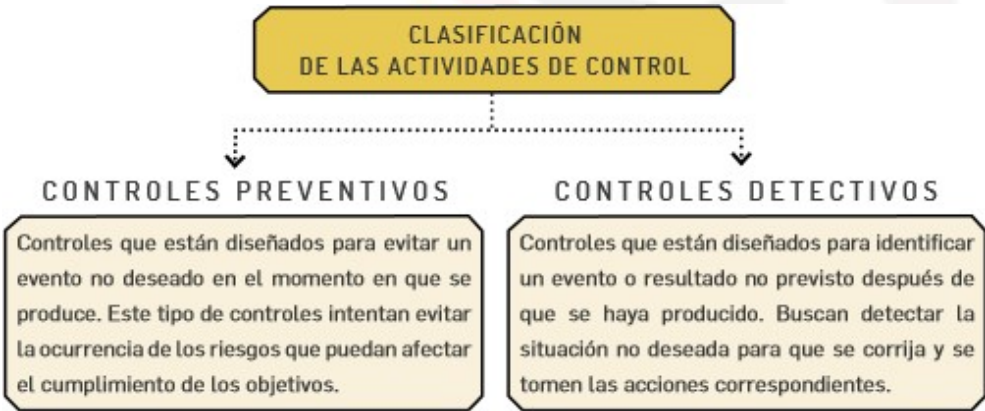 CLASIFICACIÓN
DE LAS ACTIVIDADES DE CONTROL
CONTROLES PREVENTIVOS
Controles que están diseñados para evitar un
evento no deseado en el momento en que se
produce. Este tipo de controles intentan evitar
la ocurrencia de los riesgos que puedan afectar
el cumplimiento de los objetivos.
CONTROLES DETECTIVOS
Controles que están diseñados para identificar
un evento o resultado no previsto después de
que se haya producido. Buscan detectar la
situación no deseada para que se corrija y se
tomen las acciones correspondientes.